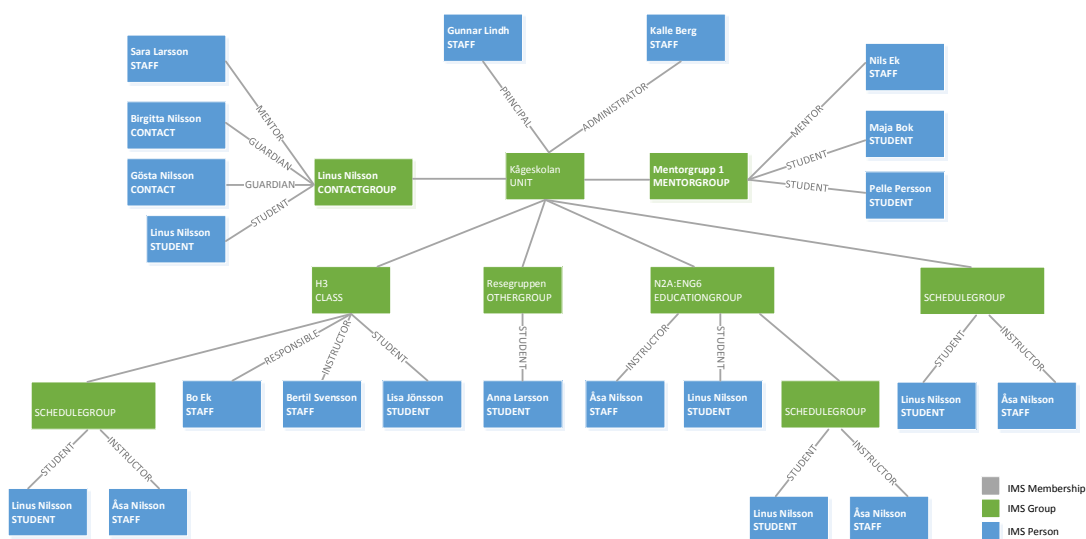 Gunnar Lindh
STAFF
Kalle Berg
STAFF
Sara Larsson
STAFF
Nils Ek
STAFF
PRINCIPAL
ADMINISTRATOR
MENTOR
MENTOR
Birgitta Nilsson
CONTACT
GUARDIAN
Maja Bok
STUDENT
STUDENT
Gösta Nilsson
CONTACT
GUARDIAN
Linus Nilsson
CONTACTGROUP
Kågeskolan
UNIT
Mentorgrupp 1
MENTORGROUP
STUDENT
Pelle Persson
STUDENT
Linus Nilsson
STUDENT
STUDENT
H3
CLASS
Resegruppen
OTHERGROUP
N2A:ENG6
EDUCATIONGROUP
SCHEDULEGROUP
RESPONSIBLE
INSTRUCTOR
STUDENT
STUDENT
INSTRUCTOR
STUDENT
STUDENT
INSTRUCTOR
SCHEDULEGROUP
Bo Ek
STAFF
Bertil Svensson
STAFF
Lisa Jönsson
STUDENT
Anna Larsson
STUDENT
Åsa Nilsson
STAFF
Linus Nilsson
STUDENT
SCHEDULEGROUP
Linus Nilsson
STUDENT
Åsa Nilsson
STAFF
STUDENT
INSTRUCTOR
STUDENT
INSTRUCTOR
Linus Nilsson
STUDENT
Åsa Nilsson
STAFF
Linus Nilsson
STUDENT
Åsa Nilsson
STAFF
IMS Membership
IMS Group
IMS Person